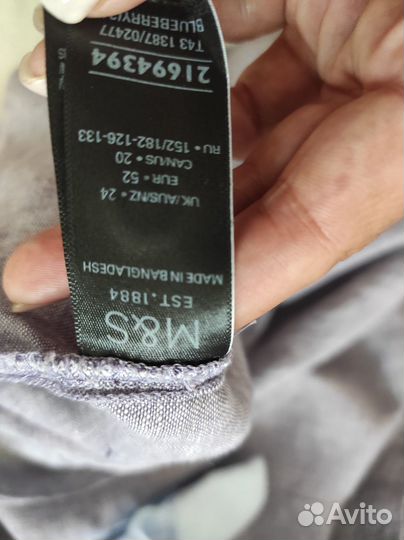 M&S
EST. 1884
MADE IN BANGLADESH
UK/AUS/NZ • 24
EUR • 52
CAN/US • 20
RU • 152/182-126-133
21694394
T43 1387/02477
Avito